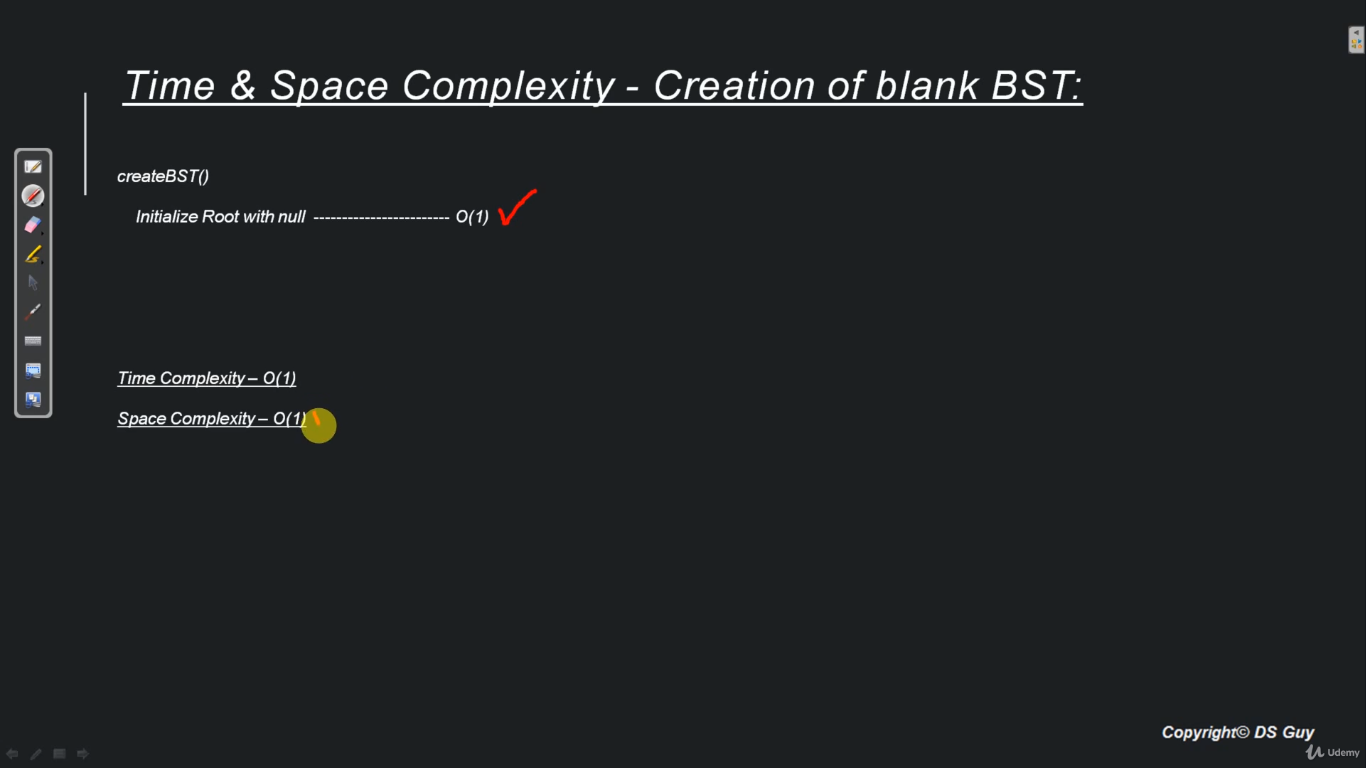 Time & Space Complexity - Creation of blank BST:
createBST()
Initialize Root with null ------------------------ O(1)
Time Complexity – O(1)
Space Complexity – O(1)
Copyright© DS Guy
Udemy